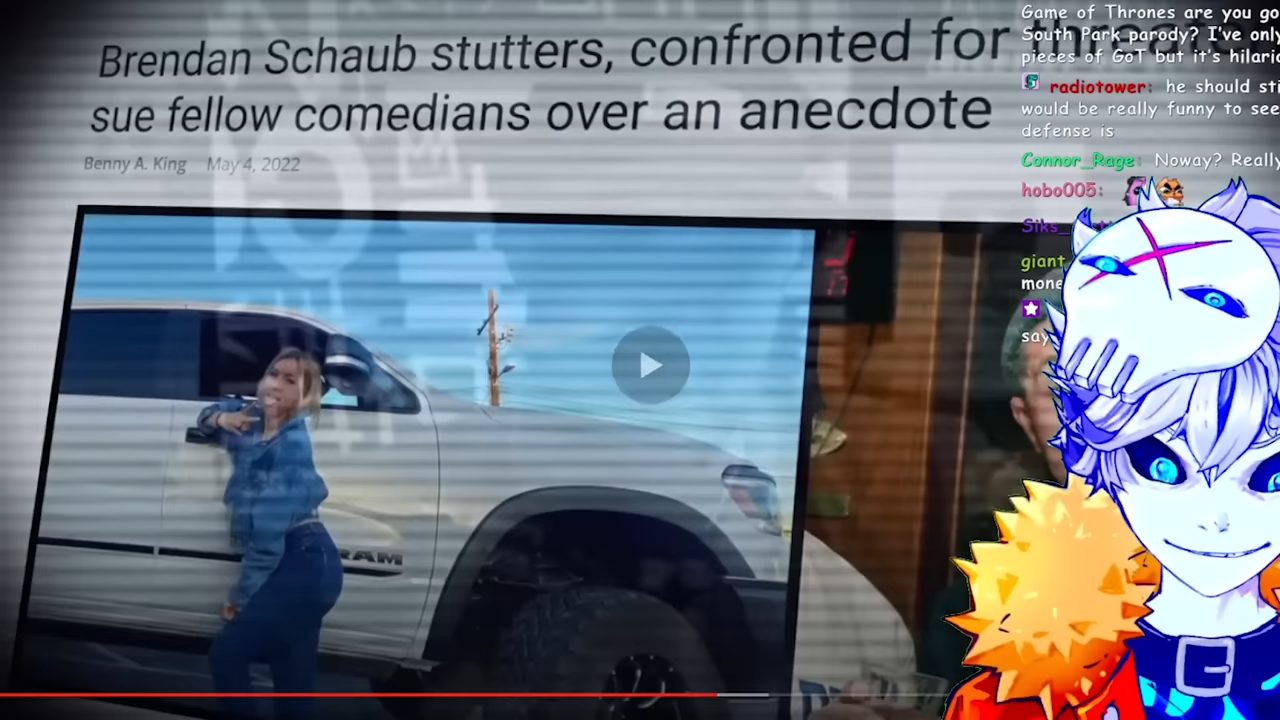 Brendan Schaub stutters, confronted for threate
sue fellow comedians over an anecdote
Benny A. King May 4, 2022
RAM
Game of Thrones are you go
South Park parody? I've only
pieces of GoT but it's hilario
radiotower: he should sti
would be really funny to see
defense is
Connor_Rage: Noway? Really
hobo005:
Siks_
giant
mone
say